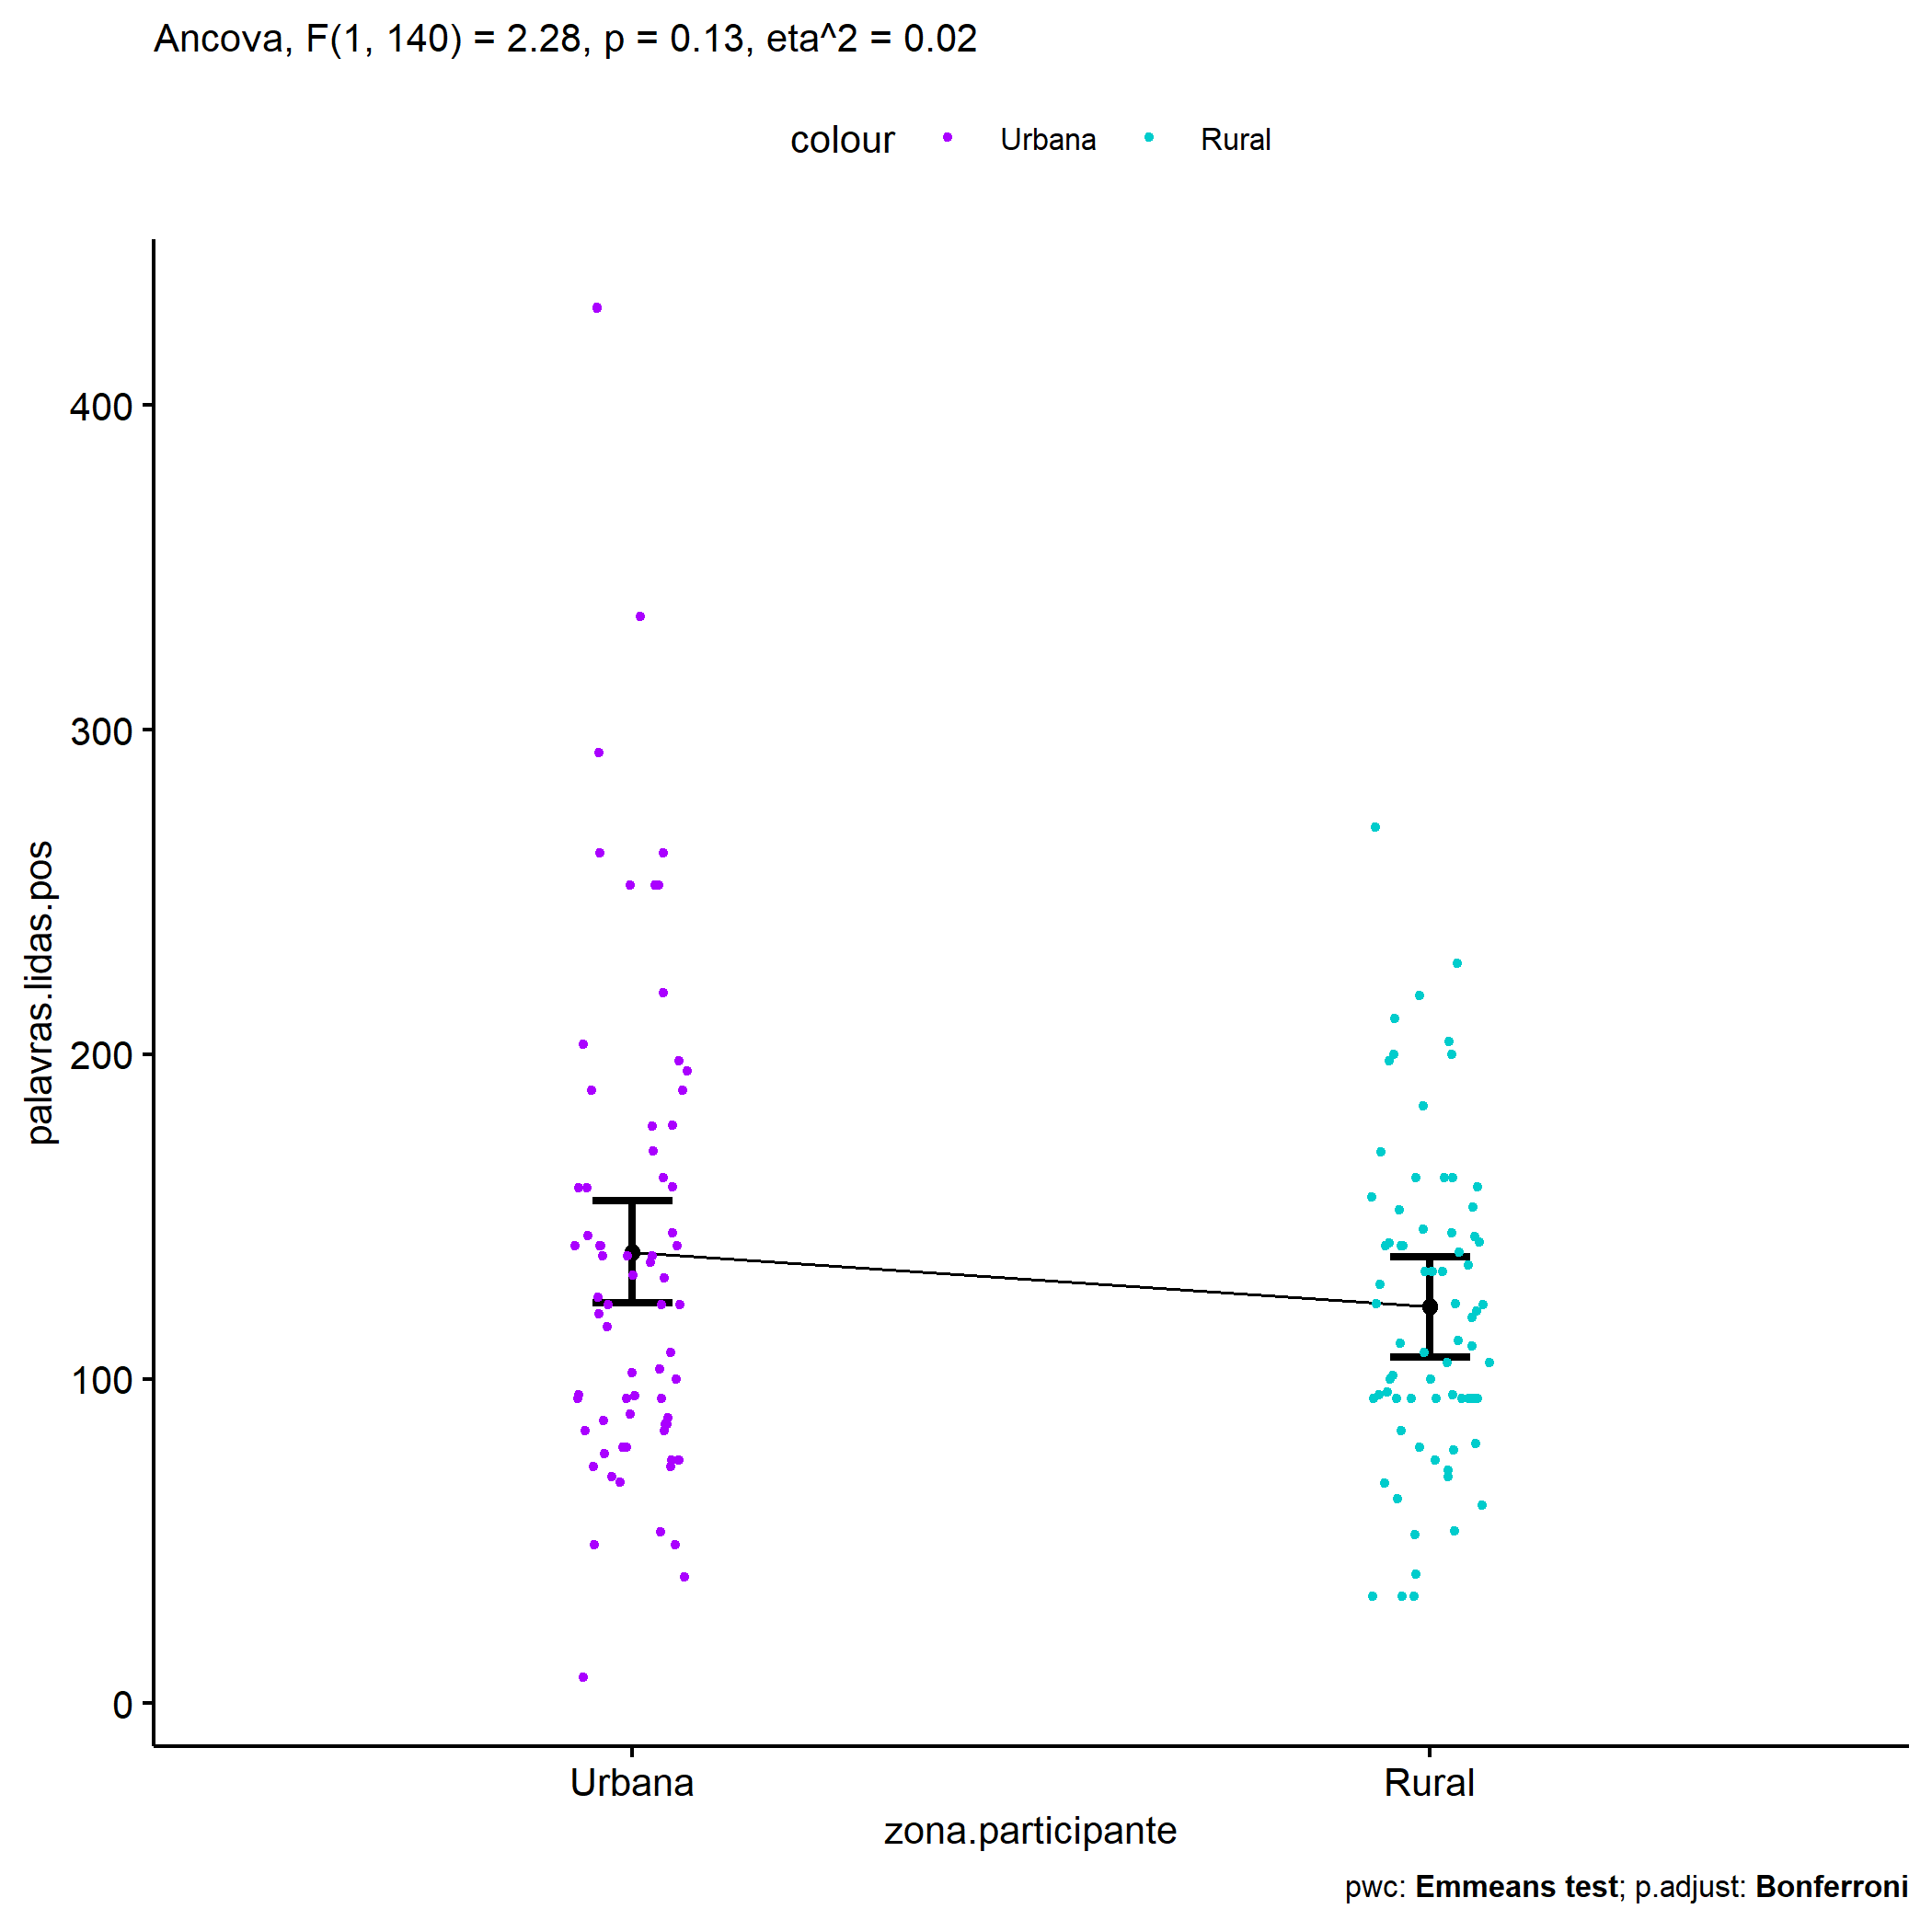 Ancova, F(1, 140) = 2.28, p = 0.13, eta^2 = 0.02
colour Urbana Rural
palavras.lidas.pos
400
300
200
100
0
Urbana Rural
zona.participante
pwc: Emmeans test; p.adjust: Bonferroni